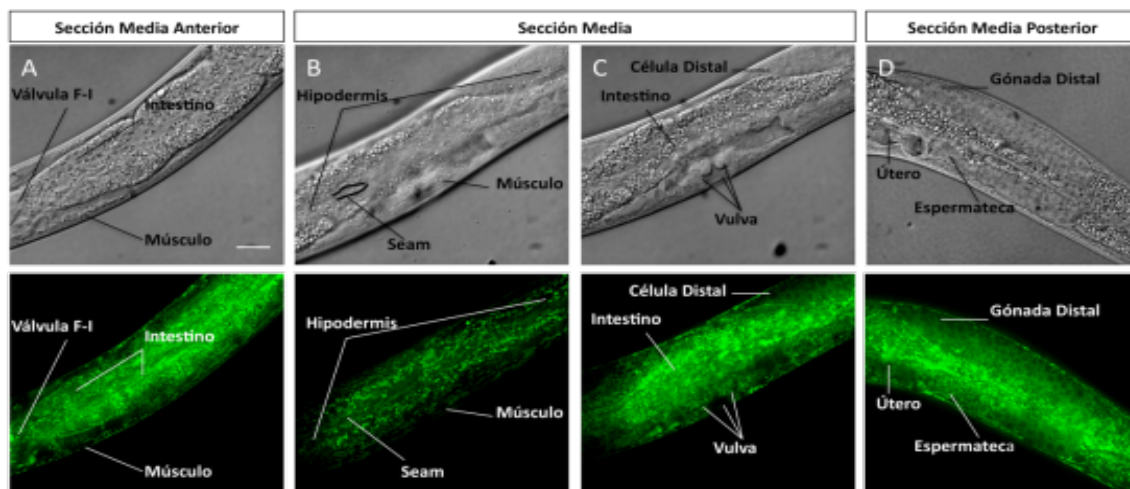 Sección Media Anterior
Sección Media
Sección Media Posterior
A
Válvula F-I
Intestino
Músculo
B
Hipodermis
Músculo
Seam
C
Célula Distal
Intestino
Vulva
D
Gónada Distal
Útero
Espermateca
Válvula F-I
Intestino
Músculo
Hipodermis
Músculo
Seam
Célula Distal
Intestino
Vulva
Gónada Distal
Útero
Espermateca